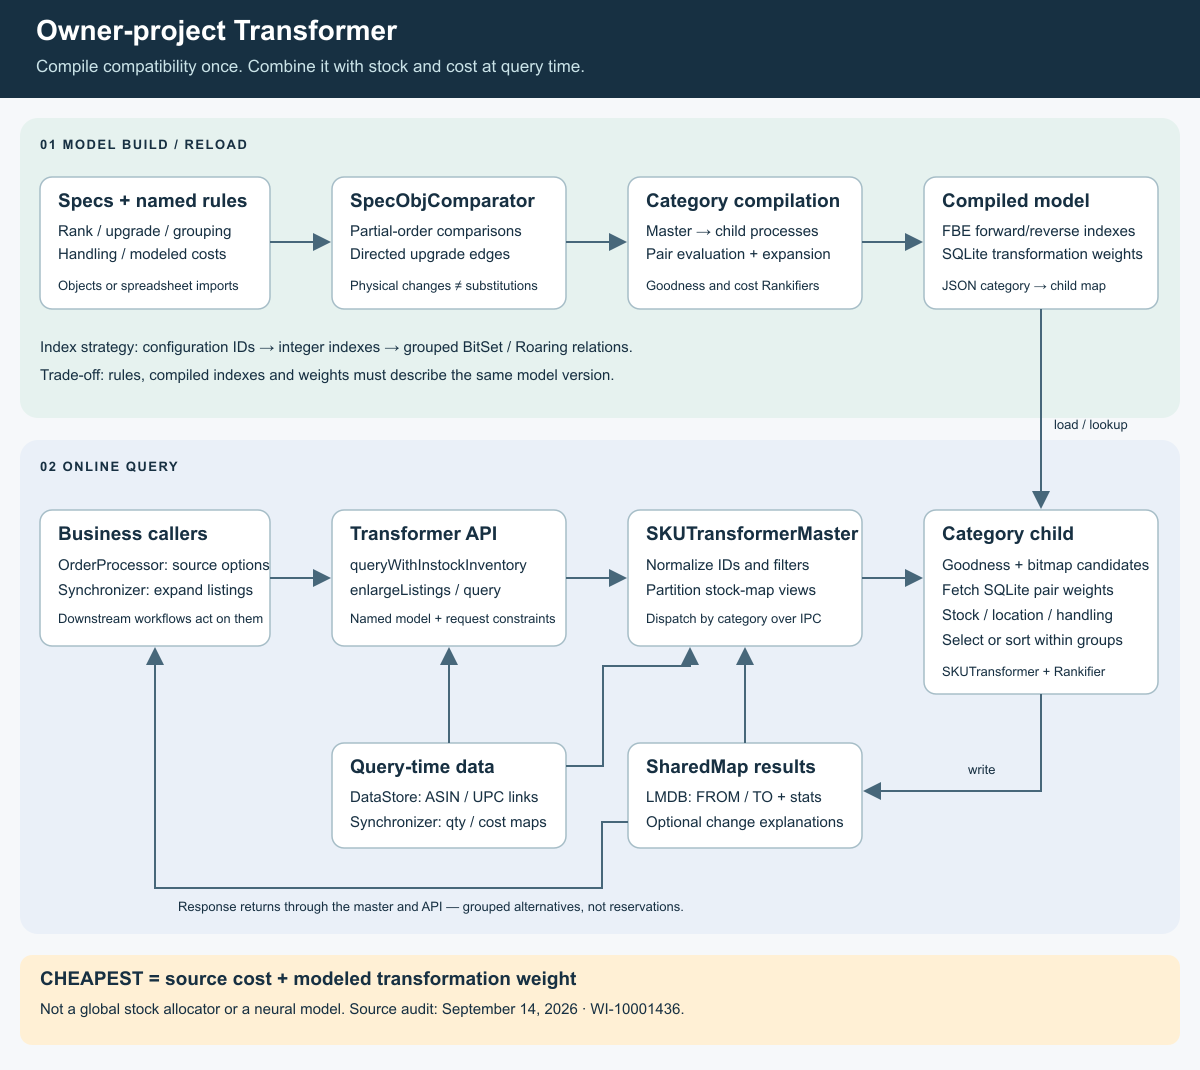 Owner-project Transformer
Compile compatibility once. Combine it with stock and cost at query time.
01 MODEL BUILD / RELOAD
Specs + named rules
Rank / upgrade / grouping
Handling / modeled costs
Objects or spreadsheet imports
SpecObjComparator
Partial-order comparisons
Directed upgrade edges
Physical changes ≠ substitutions
Category compilation
Master → child processes
Pair evaluation + expansion
Goodness and cost Rankifiers
Compiled model
FBE forward/reverse indexes
SQLite transformation weights
JSON category → child map
Index strategy: configuration IDs → integer indexes → grouped BitSet / Roaring relations.
Trade-off: rules, compiled indexes and weights must describe the same model version.
load / lookup
02 ONLINE QUERY
Business callers
OrderProcessor: source options
Synchronizer: expand listings
Downstream workflows act on them
Transformer API
queryWithInstockInventory
enlargeListings / query
Named model + request constraints
SKUTransformerMaster
Normalize IDs and filters
Partition stock-map views
Dispatch by category over IPC
Category child
Goodness + bitmap candidates
Fetch SQLite pair weights
Stock / location / handling
Select or sort within groups
SKUTransformer + Rankifier
Query-time data
DataStore: ASIN / UPC links
Synchronizer: qty / cost maps
SharedMap results
LMDB: FROM / TO + stats
Optional change explanations
write
Response returns through the master and API — grouped alternatives, not reservations.
CHEAPEST = source cost + modeled transformation weight
Not a global stock allocator or a neural model. Source audit: September 14, 2026 · WI-10001436.